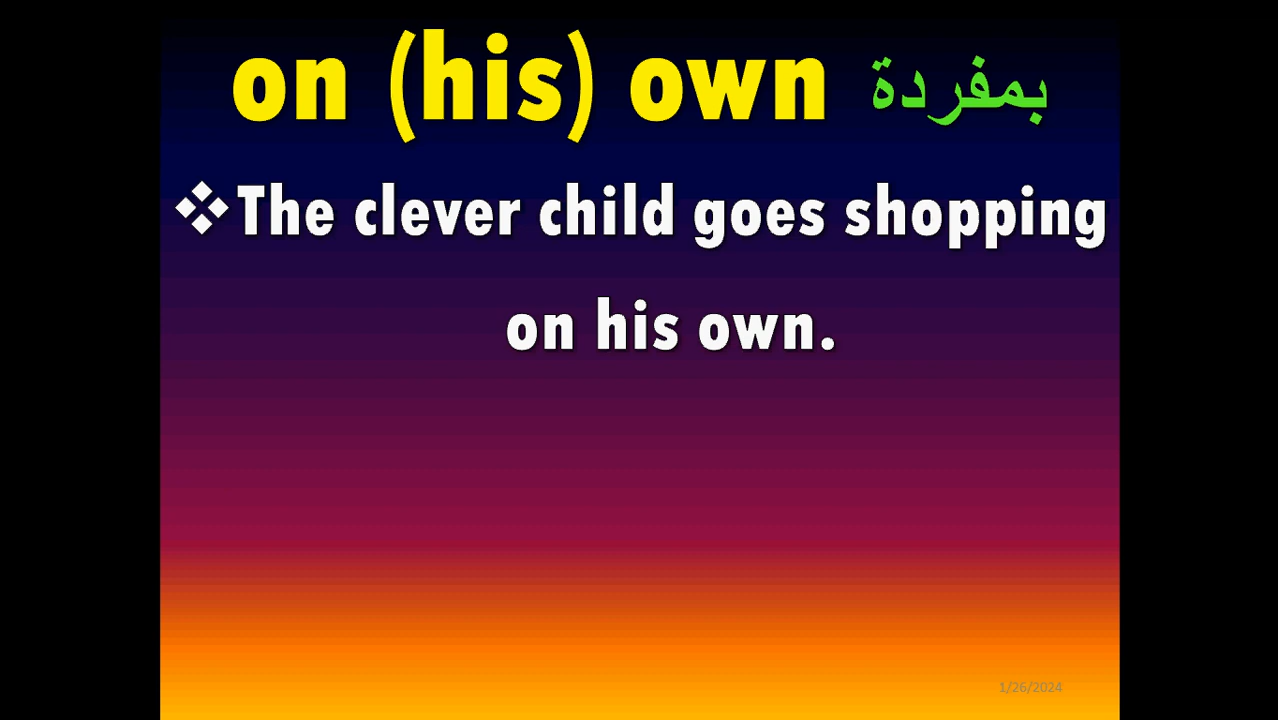 on (his) own بمفردة
❖The clever child goes shopping
on his own.
1/26/2024